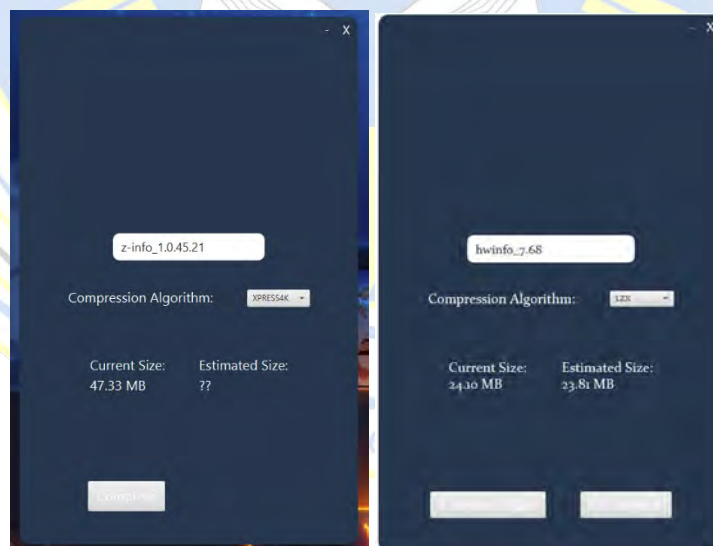 - X
z-info_1.0.45.21
Compression Algorithm: XPRESS4K
Current Size: Estimated Size:
47.33 MB ??
Compress
- X
hwinfo_7.68
Compression Algorithm: LZX
Current Size: Estimated Size:
24.10 MB 23.81 MB